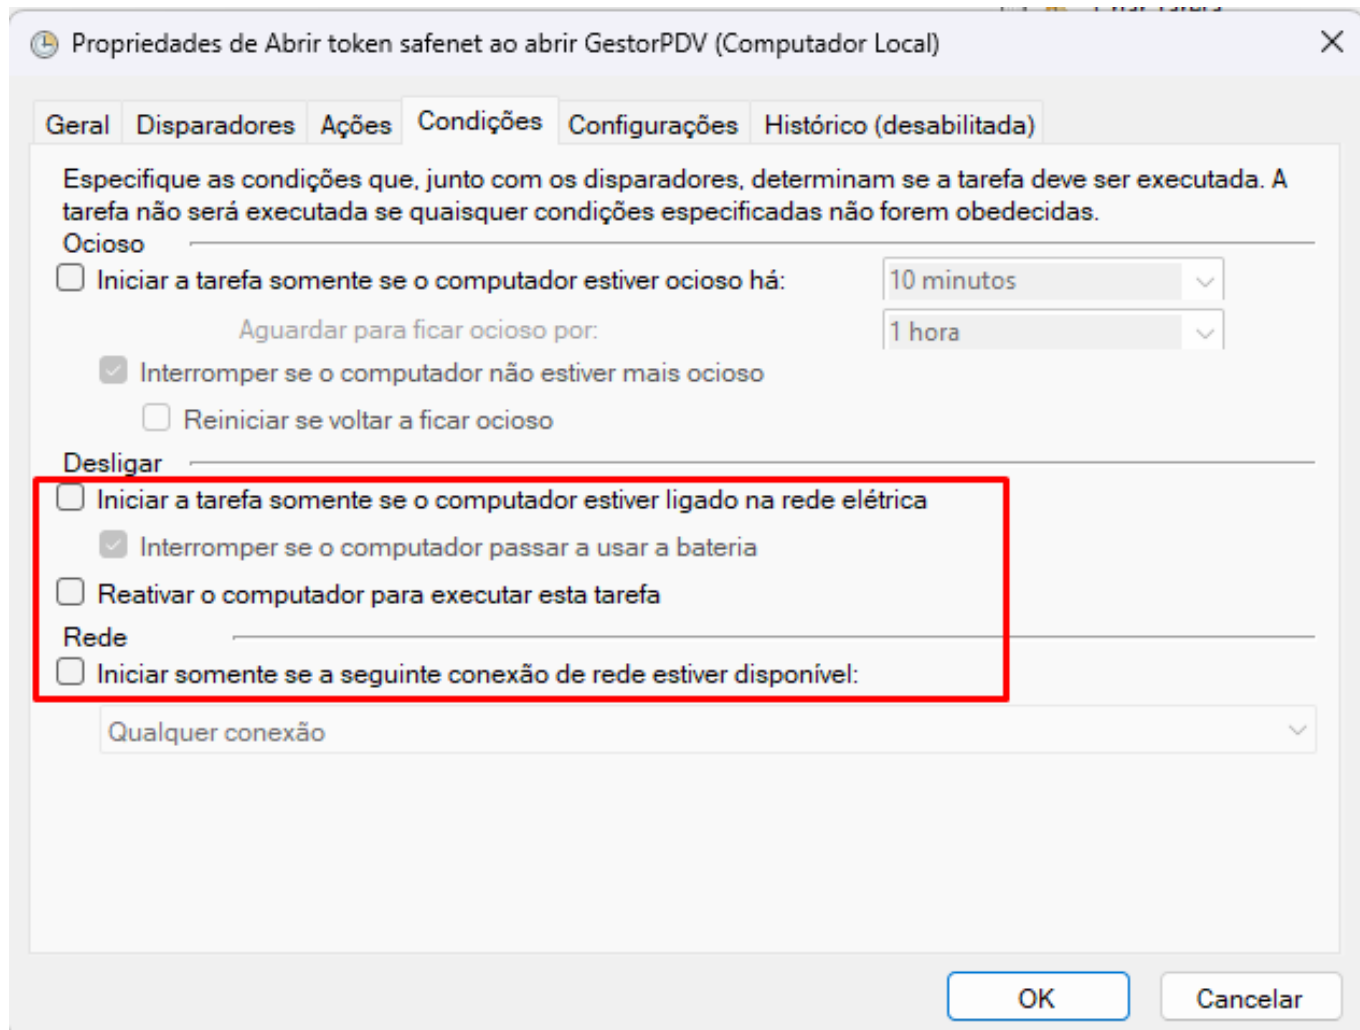 Propriedades de Abrir token safenet ao abrir GestorPDV (Computador Local)
Geral Disparadores Ações Condições Configurações Histórico (desabilitada)
Especifique as condições que, junto com os disparadores, determinam se a tarefa deve ser executada. A
tarefa não será executada se quaisquer condições especificadas não forem obedecidas.
Ocioso
Iniciar a tarefa somente se o computador estiver ocioso há: 10 minutos
Aguardar para ficar ocioso por: 1 hora
Interromper se o computador não estiver mais ocioso
Reiniciar se voltar a ficar ocioso
Desligar
Iniciar a tarefa somente se o computador estiver ligado na rede elétrica
Interromper se o computador passar a usar a bateria
Reativar o computador para executar esta tarefa
Rede
Iniciar somente se a seguinte conexão de rede estiver disponível:
Qualquer conexão
OK Cancelar